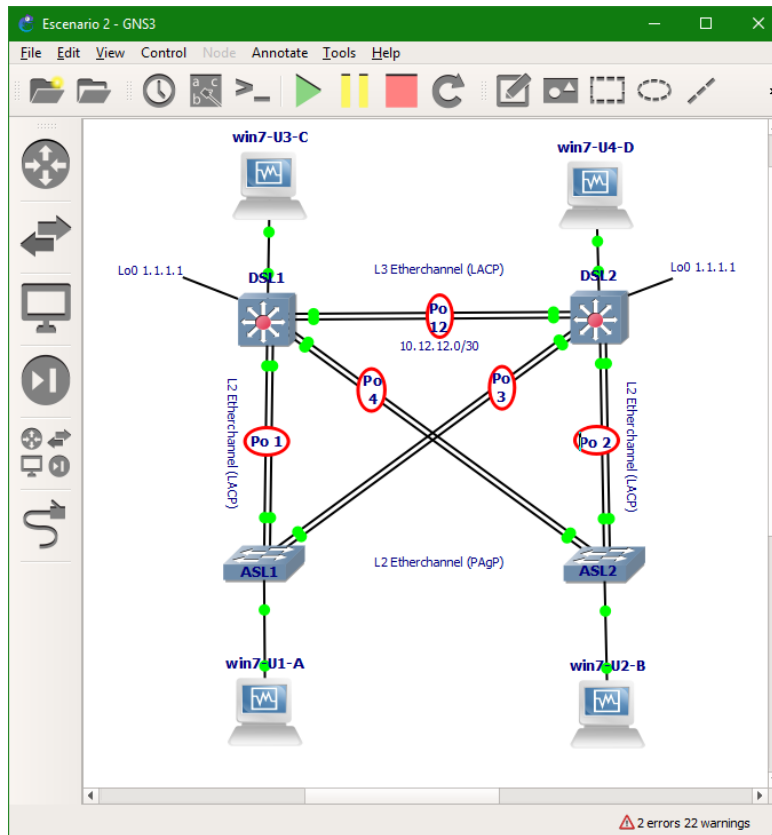 Escenario 2 - GNS3
File Edit View Control Node Annotate Tools Help
win7-U3-C
win7-U4-D
Lo0 1.1.1.1
DSL1
L3 Etherchannel (LACP)
DSL2
Lo0 1.1.1.1
Po
12
10.12.12.0/30
Po
4
Po
3
L2 Etherchannel (LACP)
Po 1
Po 2
L2 Etherchannel (LACP)
ASL1
L2 Etherchannel (PAgP)
ASL2
win7-U1-A
win7-U2-B
2 errors 22 warnings